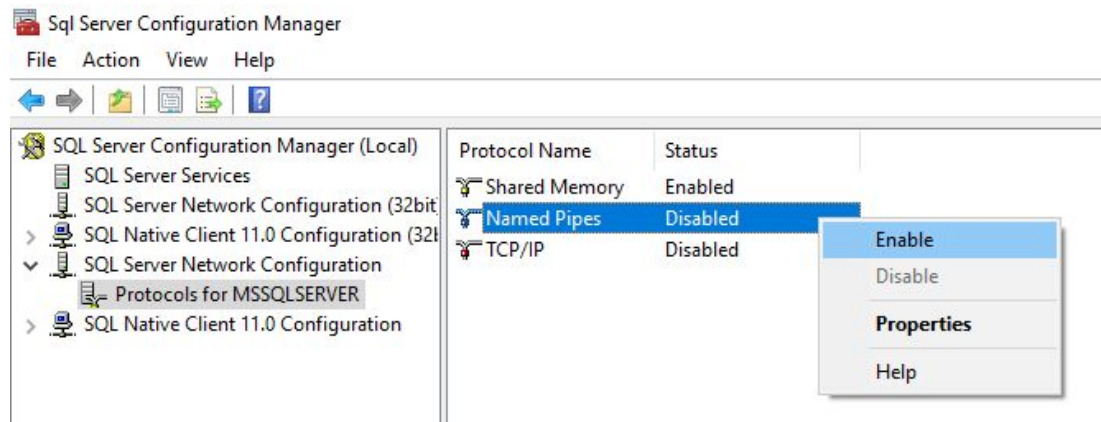 Sql Server Configuration Manager
File Action View Help
SQL Server Configuration Manager (Local)
SQL Server Services
SQL Server Network Configuration (32bit
SQL Native Client 11.0 Configuration (32b
SQL Server Network Configuration
Protocols for MSSQLSERVER
SQL Native Client 11.0 Configuration
Protocol Name Status
Shared Memory Enabled
Named Pipes Disabled
TCP/IP Disabled
Enable
Disable
Properties
Help